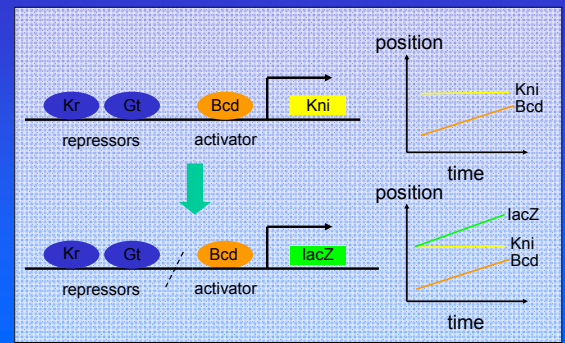 position
Kr Gt Bcd Kni
repressors activator
Kni
Bcd
time
position
Kr Gt Bcd lacZ
repressors activator
lacZ
Kni
Bcd
time